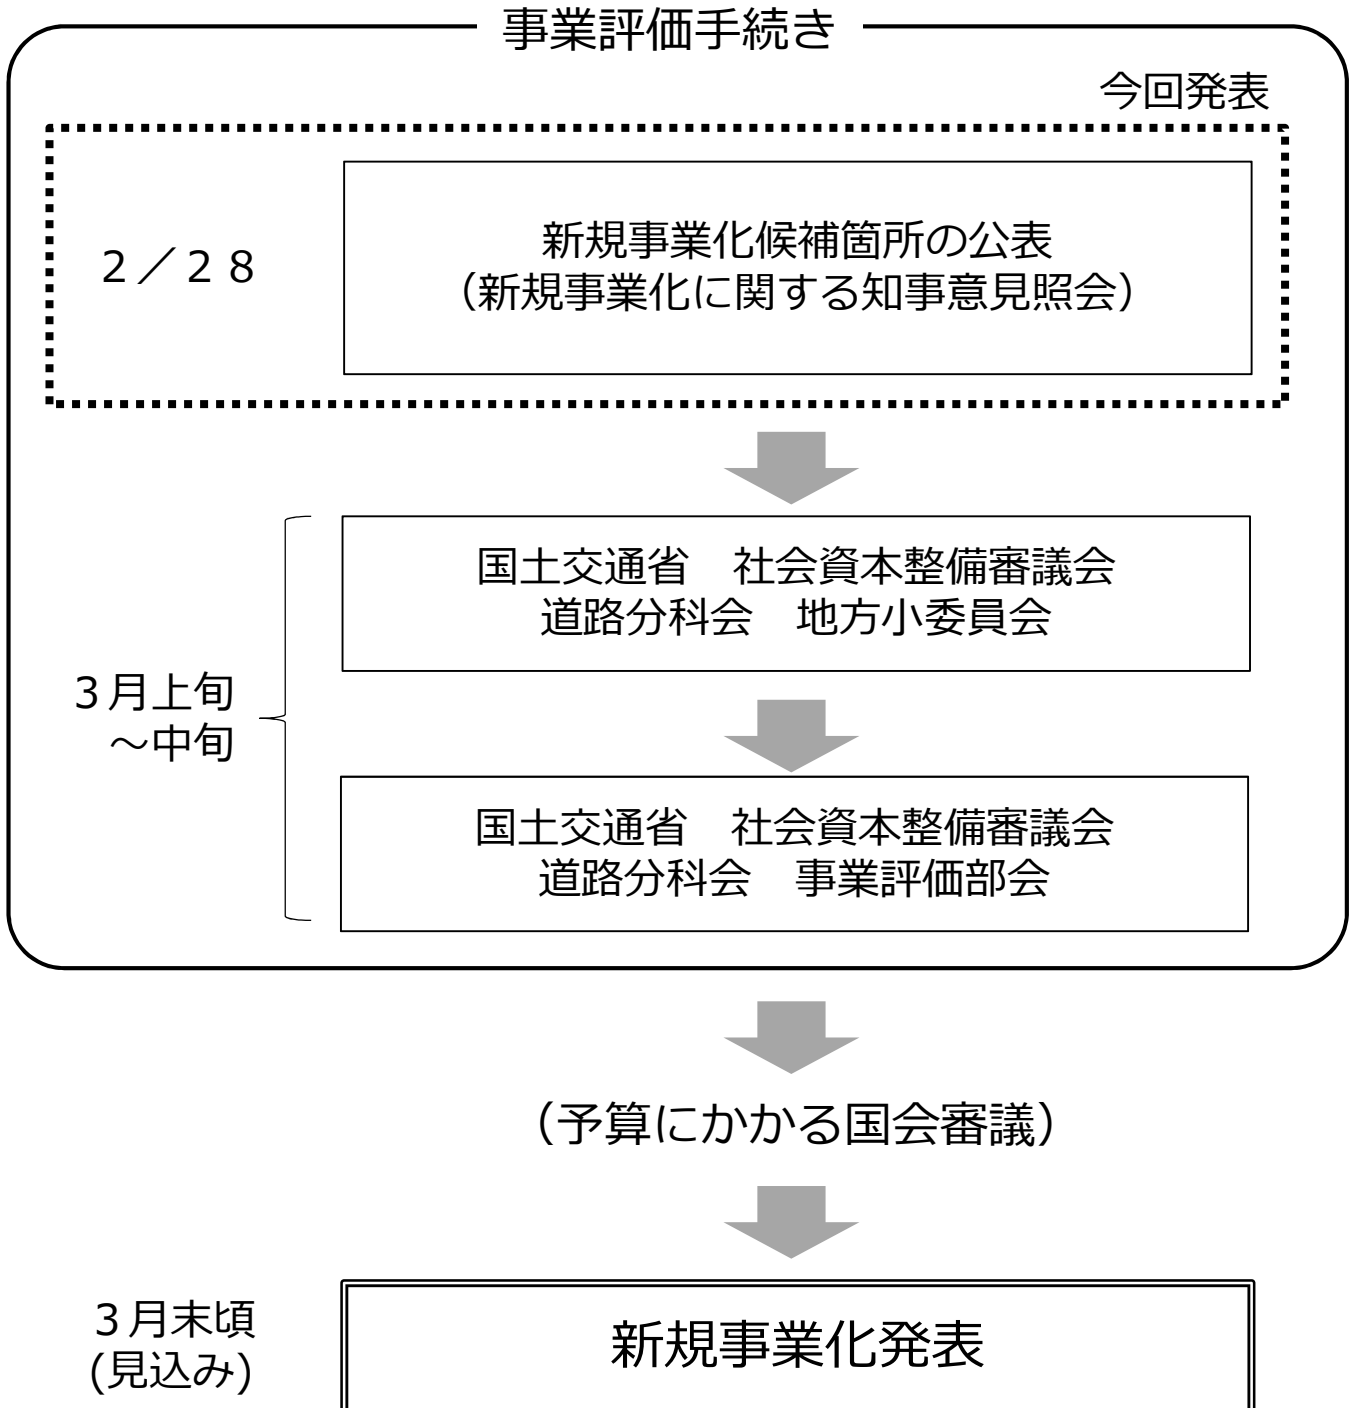 事業評価手続き
今回発表
２／２８
新規事業化候補箇所の公表
（新規事業化に関する知事意見照会）
国土交通省　社会資本整備審議会
道路分科会　地方小委員会
３月上旬
～中旬
国土交通省　社会資本整備審議会
道路分科会　事業評価部会
（予算にかかる国会審議）
３月末頃
(見込み)
新規事業化発表